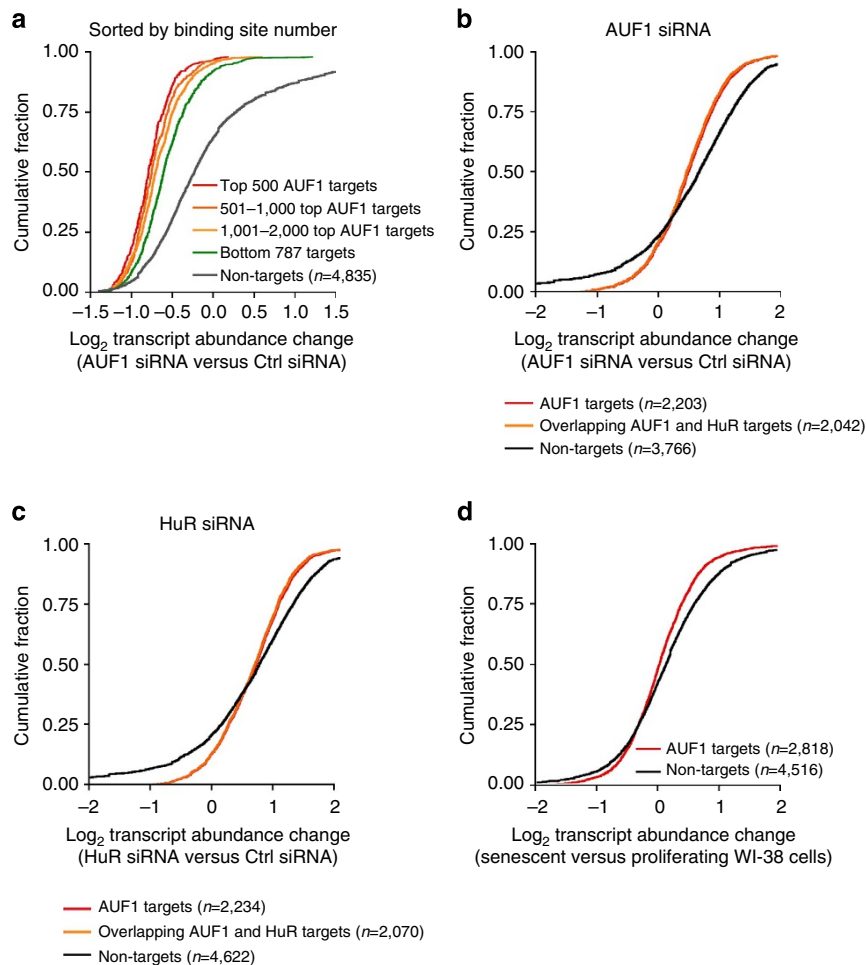 a
Sorted by binding site number
1.00
0.75
0.50
0.25
0.00
Cumulative fraction
Top 500 AUF1 targets
501–1,000 top AUF1 targets
1,001–2,000 top AUF1 targets
Bottom 787 targets
Non-targets (n=4,835)
–1.5 –1.0 –0.5 0.0 0.5 1.0 1.5
Log2 transcript abundance change
(AUF1 siRNA versus Ctrl siRNA)
b
AUF1 siRNA
1.00
0.75
0.50
0.25
0.00
Cumulative fraction
–2 –1 0 1 2
Log2 transcript abundance change
(AUF1 siRNA versus Ctrl siRNA)
AUF1 targets (n=2,203)
Overlapping AUF1 and HuR targets (n=2,042)
Non-targets (n=3,766)
c
HuR siRNA
1.00
0.75
0.50
0.25
0.00
Cumulative fraction
–2 –1 0 1 2
Log2 transcript abundance change
(HuR siRNA versus Ctrl siRNA)
AUF1 targets (n=2,234)
Overlapping AUF1 and HuR targets (n=2,070)
Non-targets (n=4,622)
d
1.00
0.75
0.50
0.25
0.00
Cumulative fraction
AUF1 targets (n=2,818)
Non-targets (n=4,516)
–2 –1 0 1 2
Log2 transcript abundance change
(senescent versus proliferating WI-38 cells)